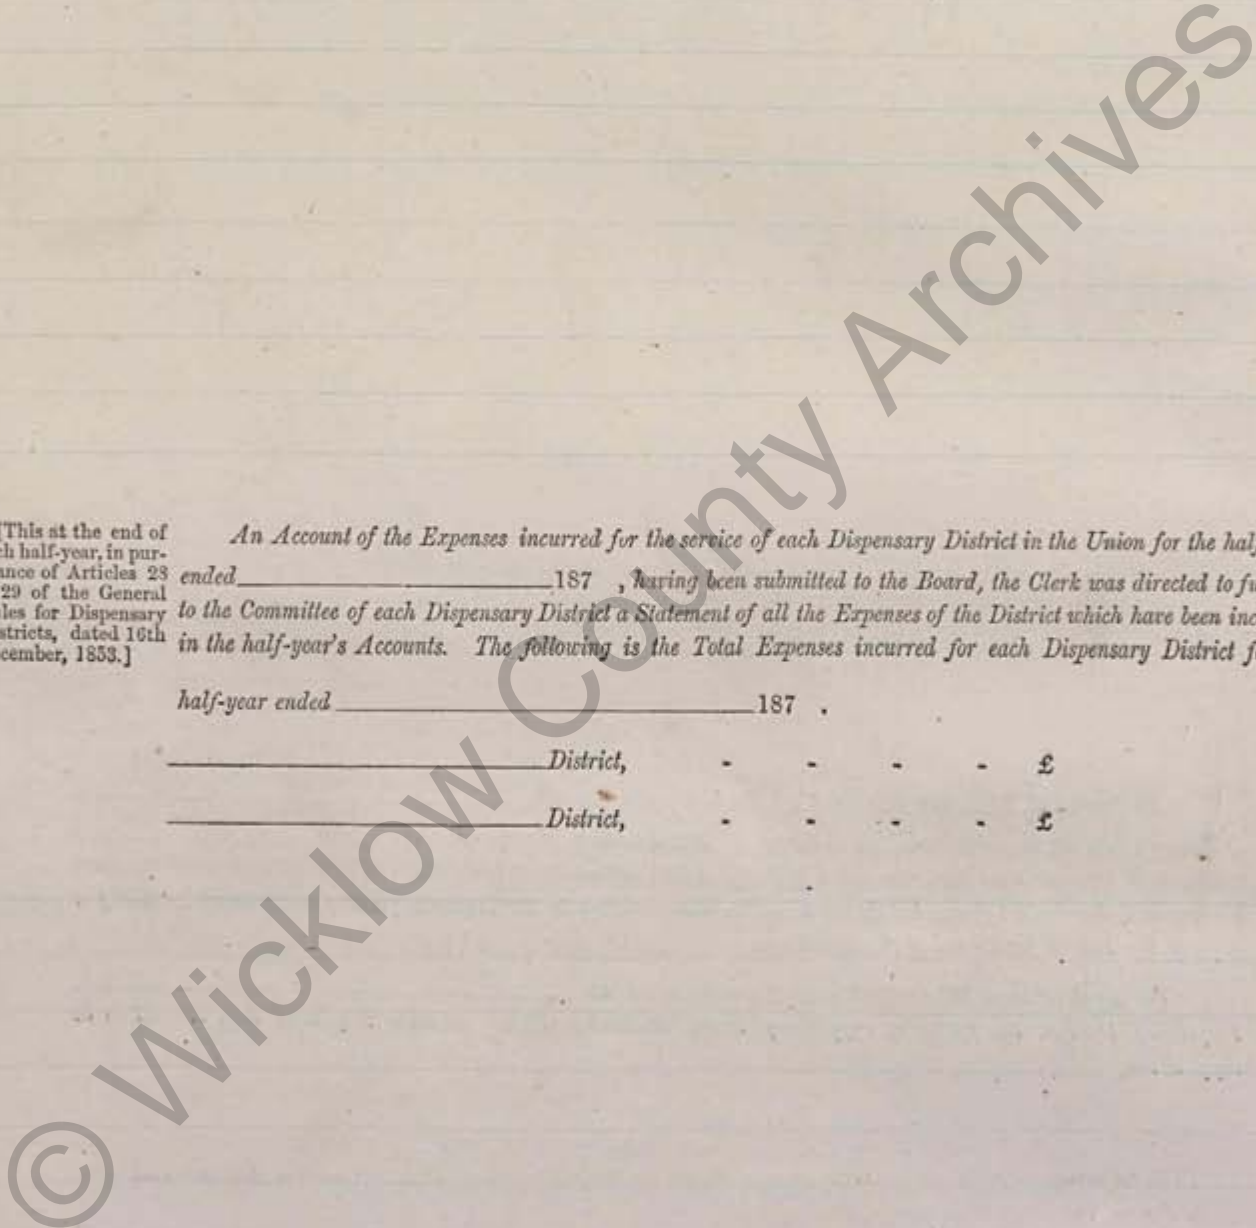 [This at the end of
ch half-year, in pur-
ance of Articles 28
29 of the General
les for Dispensary
stricts, dated 16th
cember, 1853.]
An Account of the Expenses incurred for the service of each Dispensary District in the Union for the half
ended 187 , having been submitted to the Board, the Clerk was directed to fu
to the Committee of each Dispensary District a Statement of all the Expenses of the District which have been inc
in the half-year's Accounts. The following is the Total Expenses incurred for each Dispensary District f
half-year ended 187 .
District, - - - - £
District, - - - - £
© Wicklow County Archives